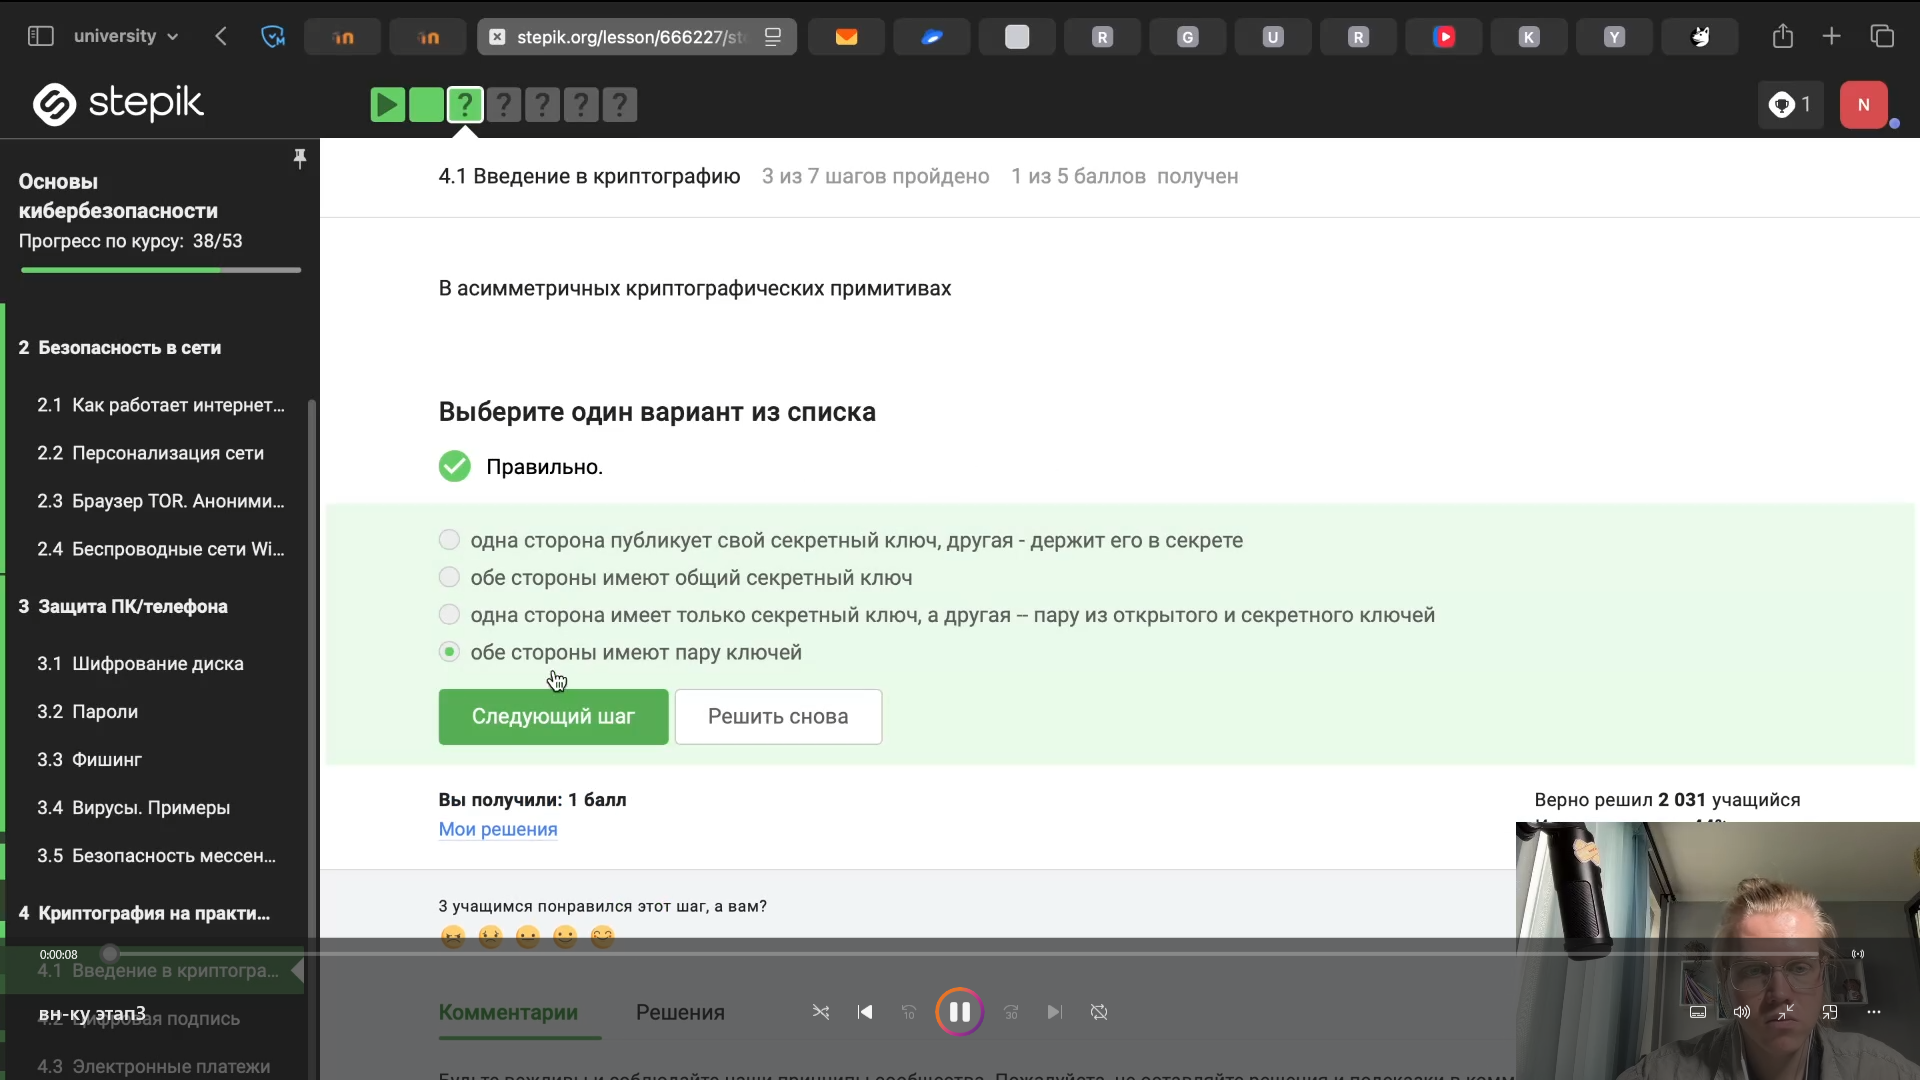 university
stepik.org/lesson/666227/st
R
G
U
R
K
Y
stepik
? ? ? ? ?
1
N
Основы
кибербезопасности
Прогресс по курсу: 38/53
4.1 Введение в криптографию 3 из 7 шагов пройдено 1 из 5 баллов получен
В асимметричных криптографических примитивах
2 Безопасность в сети
2.1 Как работает интернет...
2.2 Персонализация сети
2.3 Браузер TOR. Аноними...
2.4 Беспроводные сети Wi...
3 Защита ПК/телефона
3.1 Шифрование диска
3.2 Пароли
3.3 Фишинг
3.4 Вирусы. Примеры
3.5 Безопасность мессен...
4 Криптография на практи...
4.1 Введение в криптогра...
4.2 Цифровая подпись
4.3 Электронные платежи
Выберите один вариант из списка
Правильно.
одна сторона публикует свой секретный ключ, другая - держит его в секрете
обе стороны имеют общий секретный ключ
одна сторона имеет только секретный ключ, а другая -- пару из открытого и секретного ключей
обе стороны имеют пару ключей
Следующий шаг
Решить снова
Вы получили: 1 балл
Мои решения
Верно решил 2 031 учащийся
3 учащимся понравился этот шаг, а вам?
0:00:08
вн-ку этап3
10
30
Комментарии
Решения